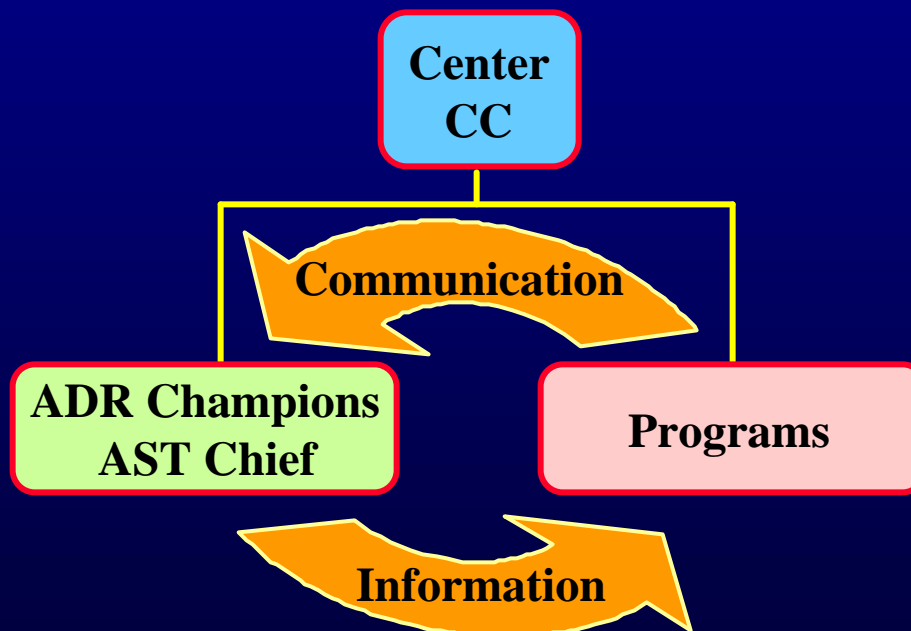 Center
CC
Communication
ADR Champions
AST Chief
Programs
Information